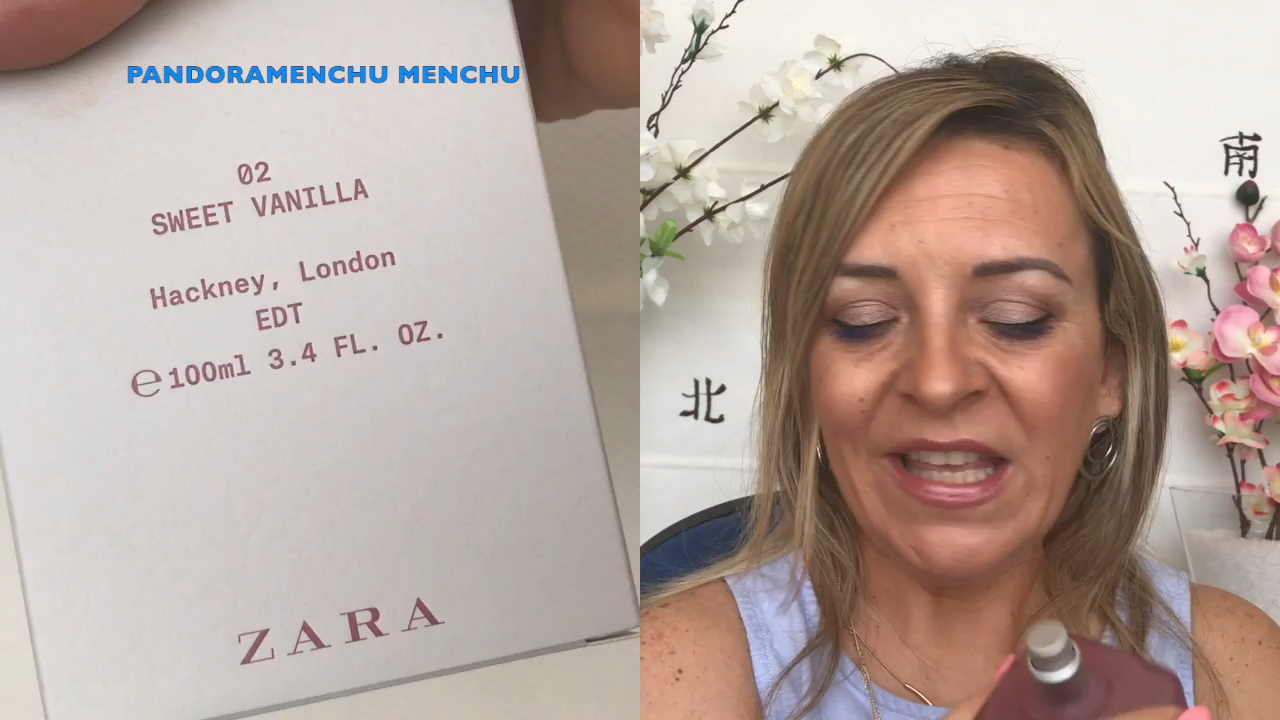 PANDORAMENCHU MENCHU
02
SWEET VANILLA
Hackney, London
EDT
℮100ml 3.4 FL. OZ.
ZARA
南
北